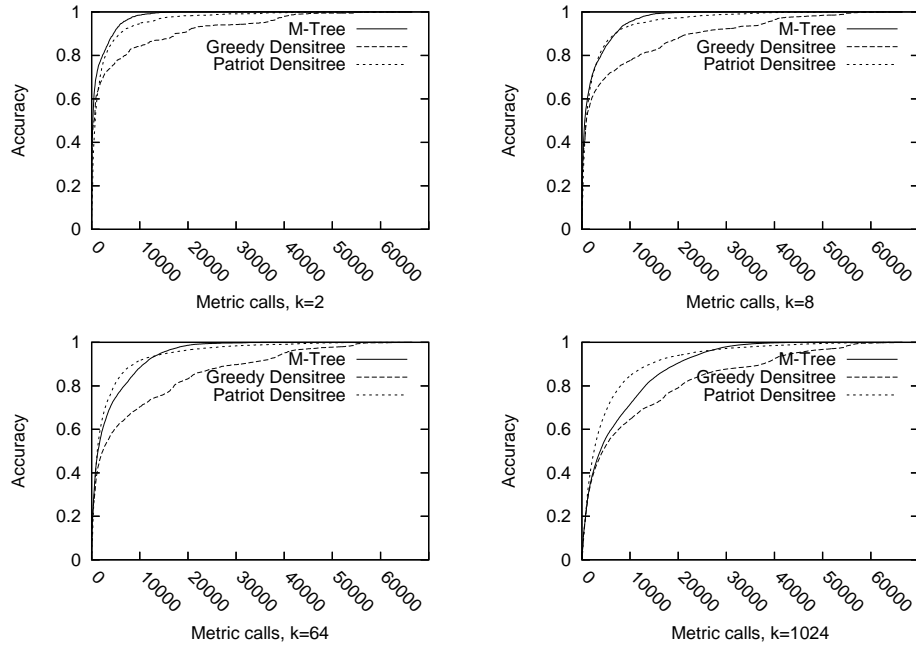 1
0.8
0.6
0.4
0.2
0
Accuracy
M-Tree
Greedy Densitree
Patriot Densitree
0
10000
20000
30000
40000
50000
60000
Metric calls, k=2
1
0.8
0.6
0.4
0.2
0
Accuracy
M-Tree
Greedy Densitree
Patriot Densitree
0
10000
20000
30000
40000
50000
60000
Metric calls, k=8
1
0.8
0.6
0.4
0.2
0
Accuracy
M-Tree
Greedy Densitree
Patriot Densitree
0
10000
20000
30000
40000
50000
60000
Metric calls, k=64
1
0.8
0.6
0.4
0.2
0
Accuracy
M-Tree
Greedy Densitree
Patriot Densitree
0
10000
20000
30000
40000
50000
60000
Metric calls, k=1024